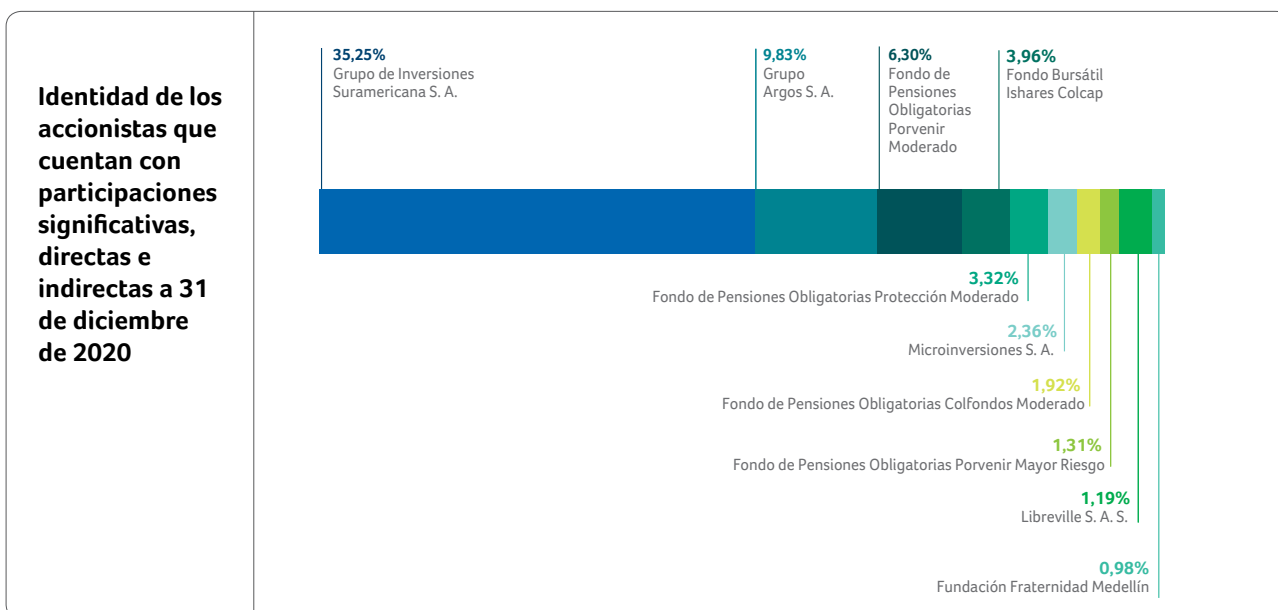 Identidad de los
accionistas que
cuentan con
participaciones
significativas,
directas e
indirectas a 31
de diciembre
de 2020
35,25%
Grupo de Inversiones
Suramericana S. A.
9,83%
Grupo
Argos S. A.
6,30%
Fondo de
Pensiones
Obligatorias
Porvenir
Moderado
3,96%
Fondo Bursátil
Ishares Colcap
3,32%
Fondo de Pensiones Obligatorias Protección Moderado
2,36%
Microinversiones S. A.
1,92%
Fondo de Pensiones Obligatorias Colfondos Moderado
1,31%
Fondo de Pensiones Obligatorias Porvenir Mayor Riesgo
1,19%
Libreville S. A. S.
0,98%
Fundación Fraternidad Medellín